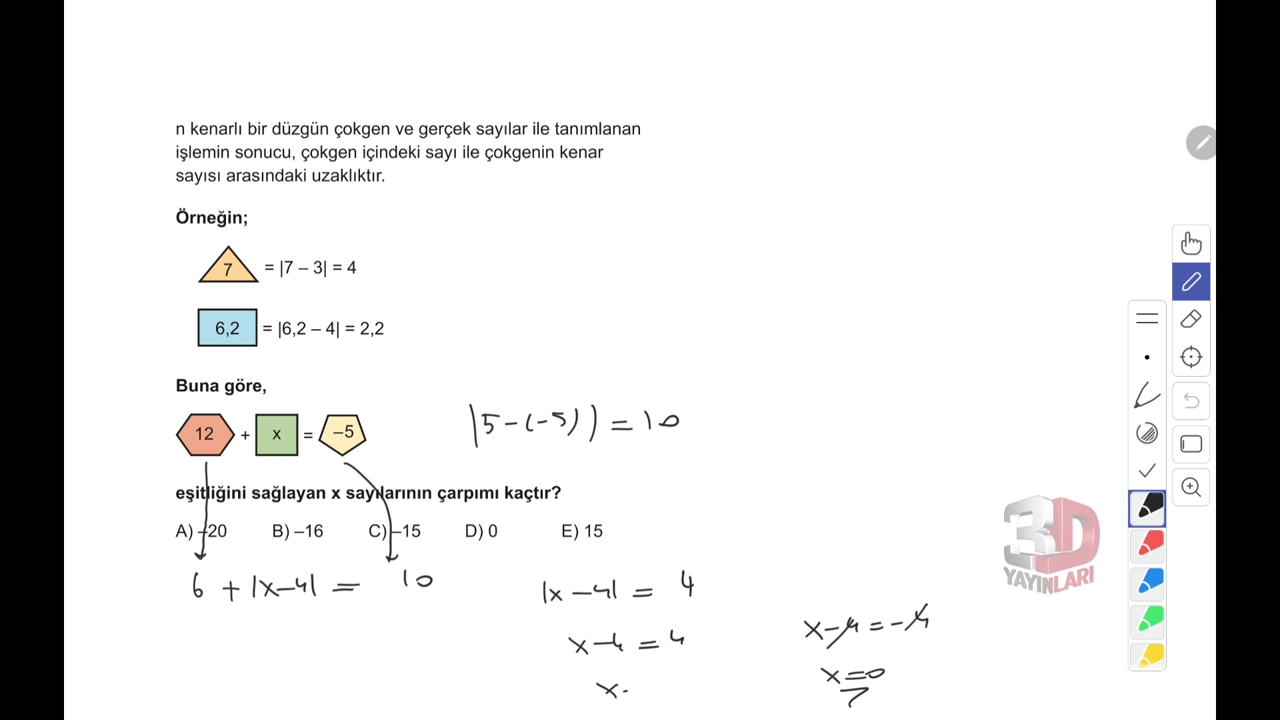 n kenarlı bir düzgün çokgen ve gerçek sayılar ile tanımlanan
işlemin sonucu, çokgen içindeki sayı ile çokgenin kenar
sayısı arasındaki uzaklıktır.
Örneğin;
7 = |7 – 3| = 4
6,2 = |6,2 – 4| = 2,2
Buna göre,
12 + x = –5
|5-(-5)| = 10
eşitliğini sağlayan x sayılarının çarpımı kaçtır?
A) –20 B) –16 C) –15 D) 0 E) 15
6 + |x-4| = 10
|x-4| = 4
x-4 = 4
x-4 = -4
x=0
x=
3D
YAYINLARI